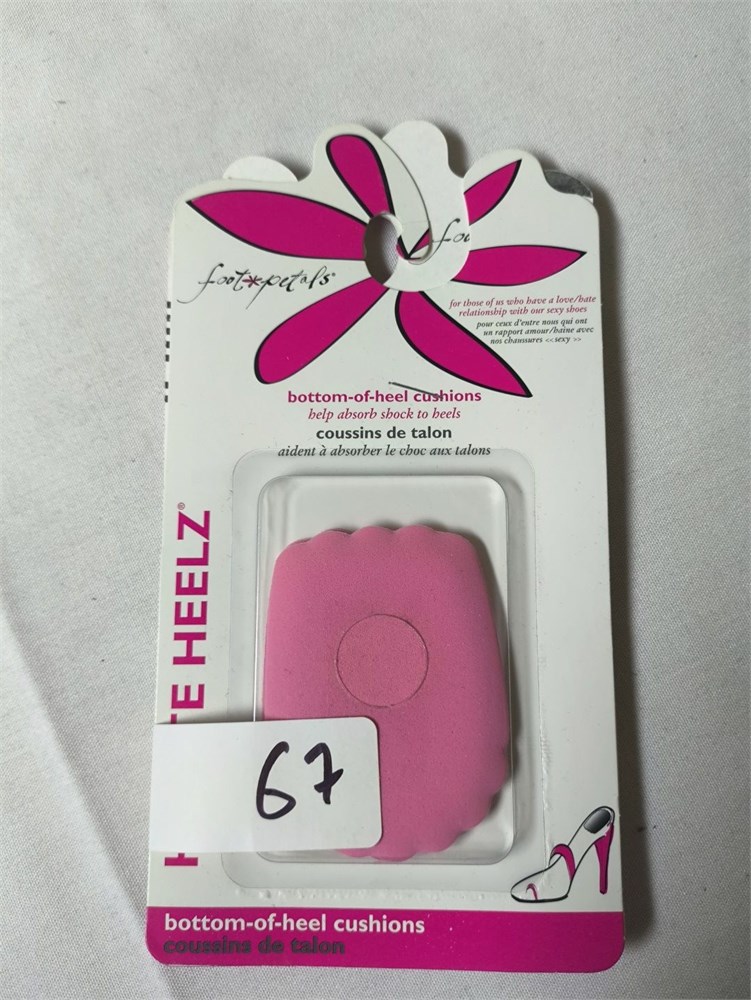 foot*petals®
for those of us who have a love/hate
relationship with our sexy shoes
pour ceux d'entre nous qui ont
un rapport amour/haine avec
nos chaussures <<sexy >>
bottom-of-heel cushions
help absorb shock to heels
coussins de talon
aident à absorber le choc aux talons
TE HEELZ®
67
bottom-of-heel cushions
coussins de talon